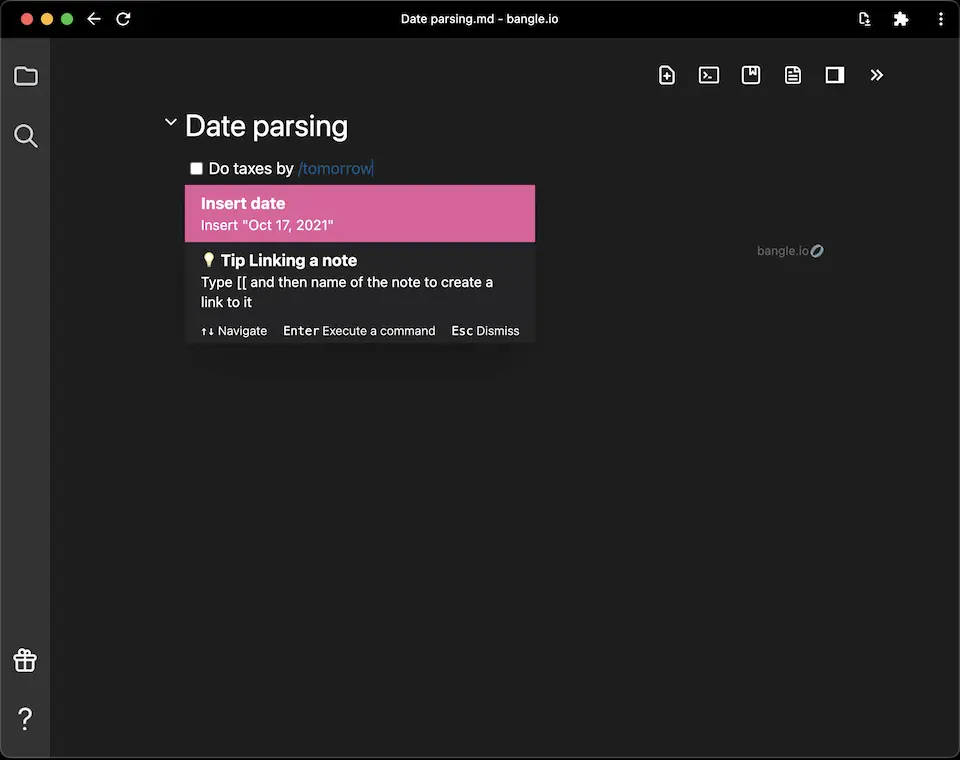 Date parsing.md - bangle.io
Date parsing
Do taxes by /tomorrow
Insert date
Insert "Oct 17, 2021"
💡 Tip Linking a note
Type [[ and then name of the note to create a
link to it
↑↓ Navigate Enter Execute a command Esc Dismiss
bangle.io